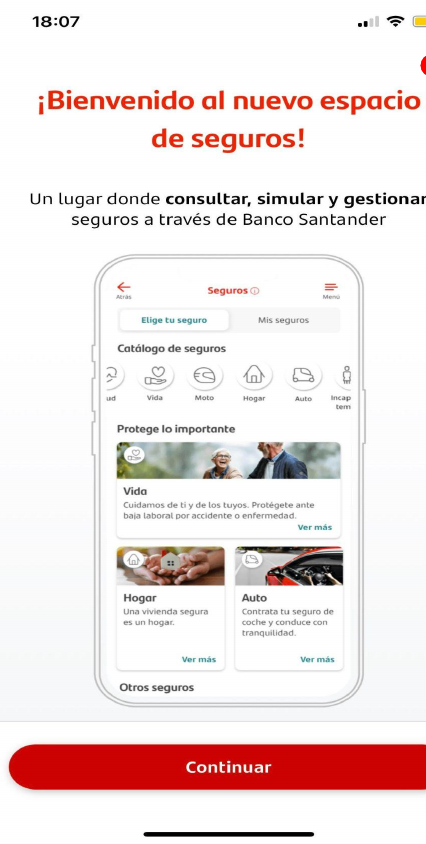 18:07
¡Bienvenido al nuevo espacio
de seguros!
Un lugar donde consultar, simular y gestionar
seguros a través de Banco Santander
Atrás
Seguros
Menú
Elige tu seguro
Mis seguros
Catálogo de seguros
ud
Vida
Moto
Hogar
Auto
Incap
tem
Protege lo importante
Vida
Cuidamos de ti y de los tuyos. Protégete ante
baja laboral por accidente o enfermedad.
Ver más
Hogar
Una vivienda segura
es un hogar.
Ver más
Auto
Contrata tu seguro de
coche y conduce con
tranquilidad.
Ver más
Otros seguros
Continuar